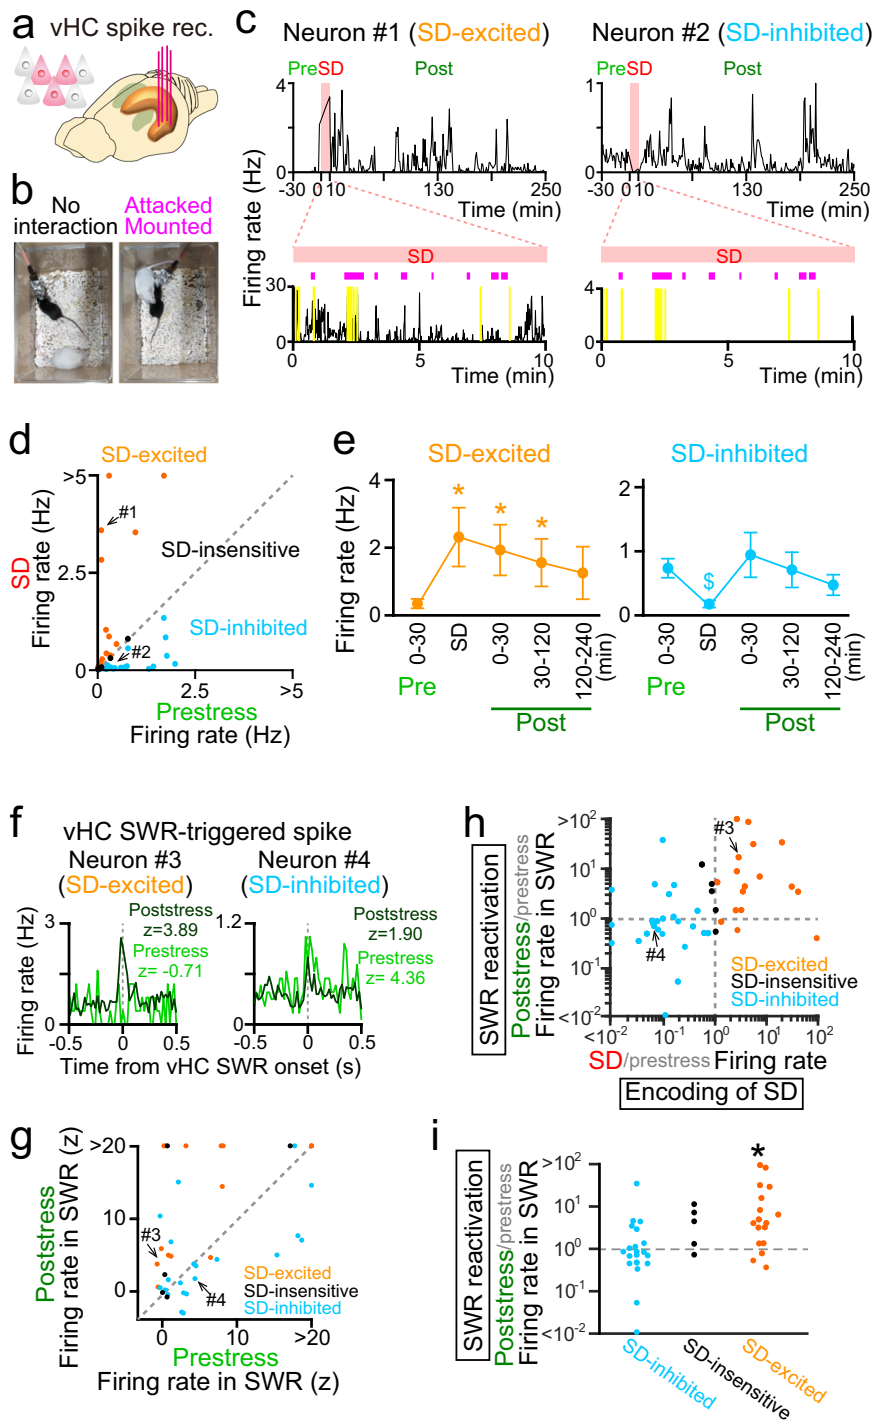 a vHC spike rec.
b
No interaction
Attacked Mounted
c
Neuron #1 (SD-excited)
Pre SD Post
Firing rate (Hz)
4
0
-30 0 10 130 250
Time (min)
SD
30
0
0 5 10
Time (min)
Neuron #2 (SD-inhibited)
Pre SD Post
1
0
-30 0 10 130 250
Time (min)
SD
4
0
0 5 10
Time (min)
d
SD-excited
SD
Firing rate (Hz)
>5
2.5
0
#1
SD-insensitive
SD-inhibited
#2
0 2.5 >5
Prestress
Firing rate (Hz)
e
SD-excited
Firing rate (Hz)
4
2
0
* * *
0-30 SD 0-30 30-120 120-240 (min)
Pre Post
SD-inhibited
2
1
0
$
0-30 SD 0-30 30-120 120-240 (min)
Pre Post
f
vHC SWR-triggered spike
Neuron #3 (SD-excited)
Firing rate (Hz)
3
0
Poststress
z=3.89
Prestress
z= -0.71
-0.5 0 0.5
Neuron #4 (SD-inhibited)
1.2
0
Poststress
z=1.90
Prestress
z= 4.36
-0.5 0 0.5
Time from vHC SWR onset (s)
g
Poststress
Firing rate in SWR (z)
>20
10
0
#3
#4
SD-excited
SD-insensitive
SD-inhibited
0 10 >20
Prestress
Firing rate in SWR (z)
h
SWR reactivation
Poststress/prestress
Firing rate in SWR
>10²
10¹
10⁰
10⁻¹
<10⁻²
#3
#4
SD-excited
SD-insensitive
SD-inhibited
<10⁻² 10⁻¹ 10⁰ 10¹ 10²
SD/prestress Firing rate
Encoding of SD
i
SWR reactivation
Poststress/prestress
Firing rate in SWR
>10²
10¹
10⁰
10⁻¹
<10⁻²
*
SD-inhibited
SD-insensitive
SD-excited